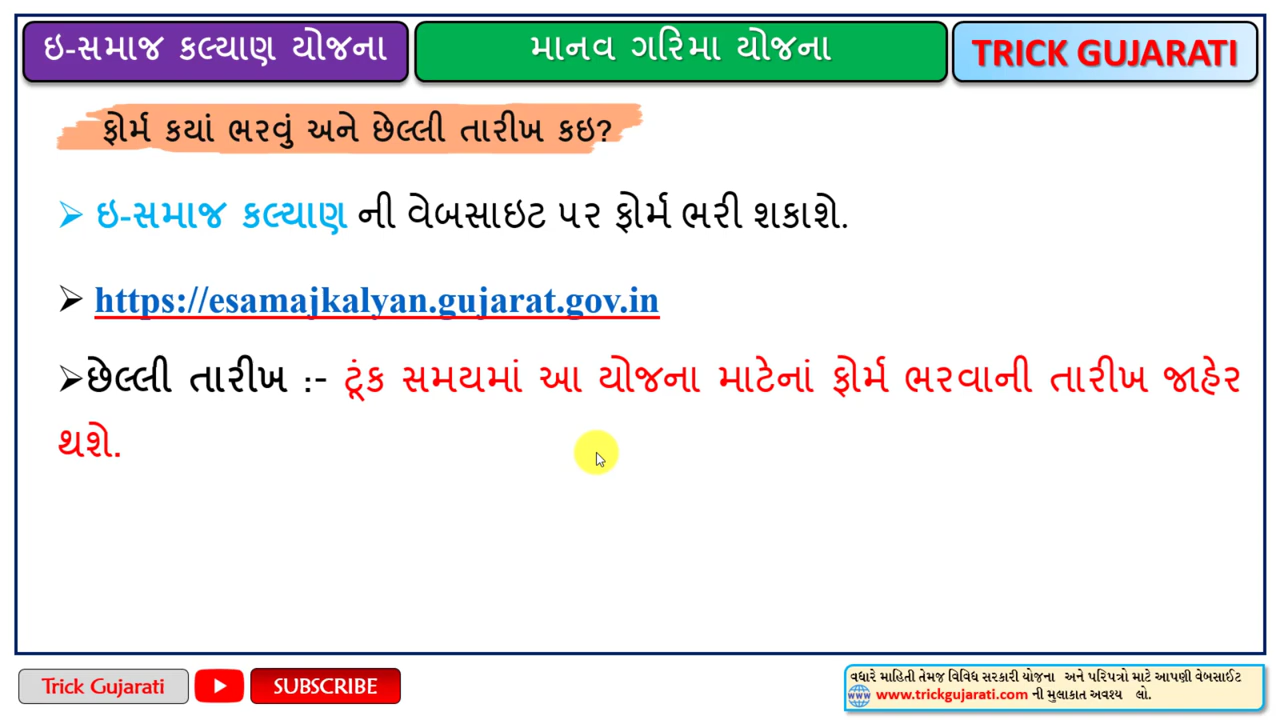 ઇ-સમાજ કલ્યાણ યોજના
માનવ ગરિમા યોજના
TRICK GUJARATI
ફોર્મ કયાં ભરવું અને છેલ્લી તારીખ કઇ?
➢ ઇ-સમાજ કલ્યાણ ની વેબસાઇટ પર ફોર્મ ભરી શકાશે.
➢ https://esamajkalyan.gujarat.gov.in
➢છેલ્લી તારીખ :- ટૂંક સમયમાં આ યોજના માટેનાં ફોર્મ ભરવાની તારીખ જાહેર
થશે.
Trick Gujarati
SUBSCRIBE
વધારે માહિતી તેમજ વિવિધ સરકારી યોજના અને પરિપત્રો માટે આપણી વેબસાઈટ
www.trickgujarati.com ની મુલાકાત અવશ્ય લો.